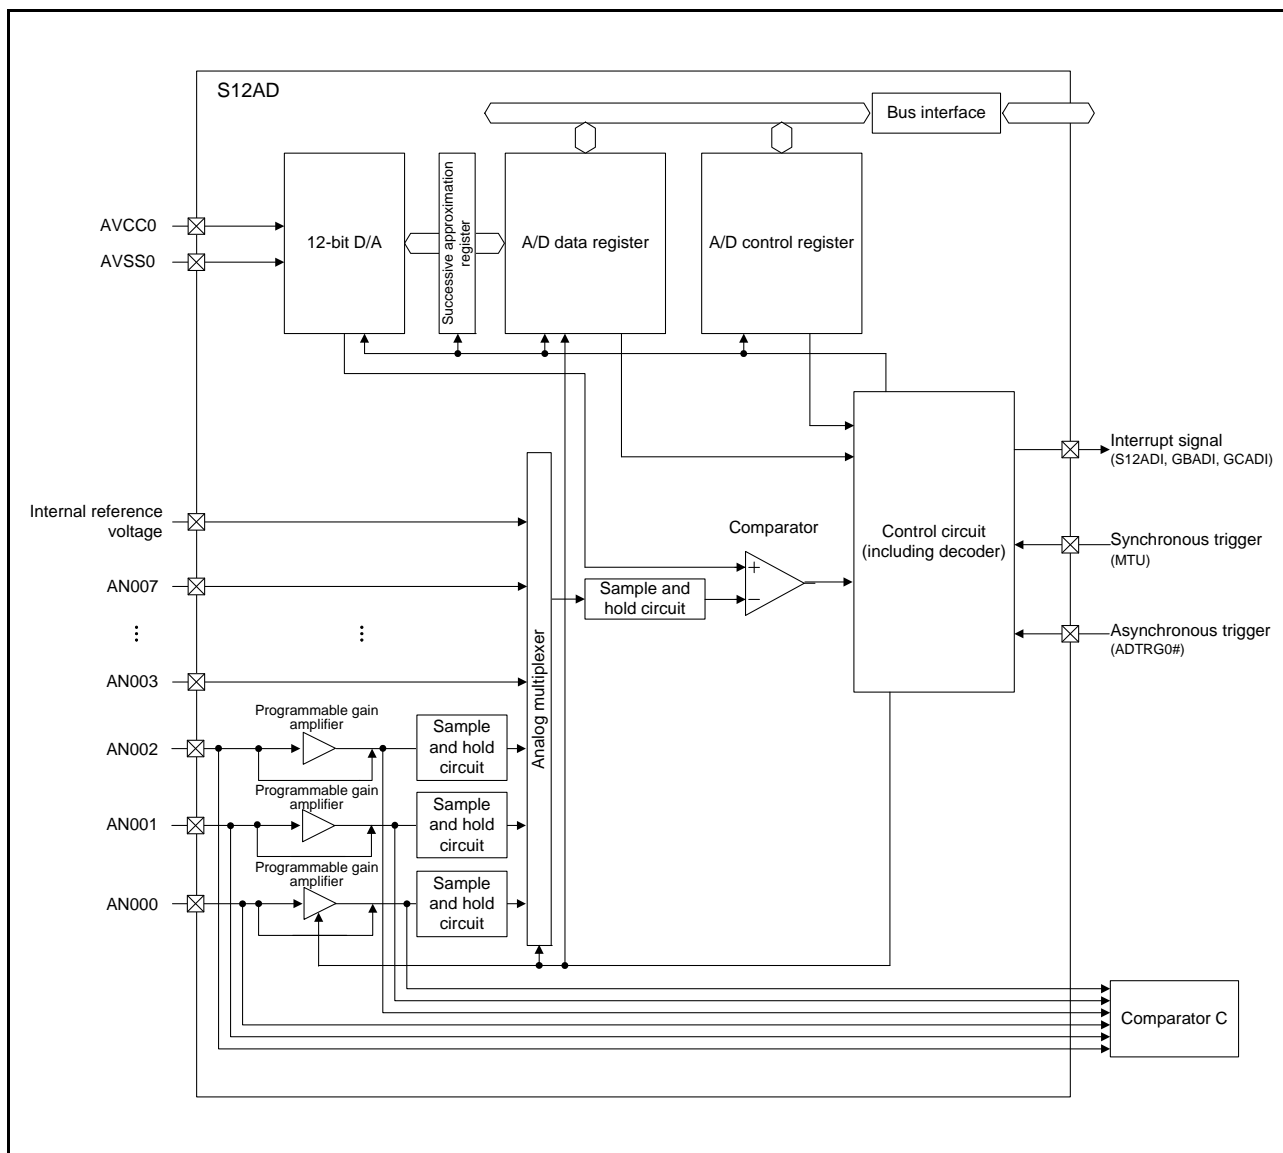 S12AD
Bus interface
AVCC0
AVSS0
12-bit D/A
Successive approximation
register
A/D data register
A/D control register
Interrupt signal
(S12ADI, GBADI, GCADI)
Internal reference
voltage
Comparator
Control circuit
(including decoder)
Synchronous trigger
(MTU)
AN007
+
−
Sample and
hold circuit
Asynchronous trigger
(ADTRG0#)
AN003
Analog multiplexer
Programmable gain
amplifier
AN002
Sample
and hold
circuit
Programmable gain
amplifier
AN001
Sample
and hold
circuit
Programmable gain
amplifier
AN000
Sample
and hold
circuit
Comparator C